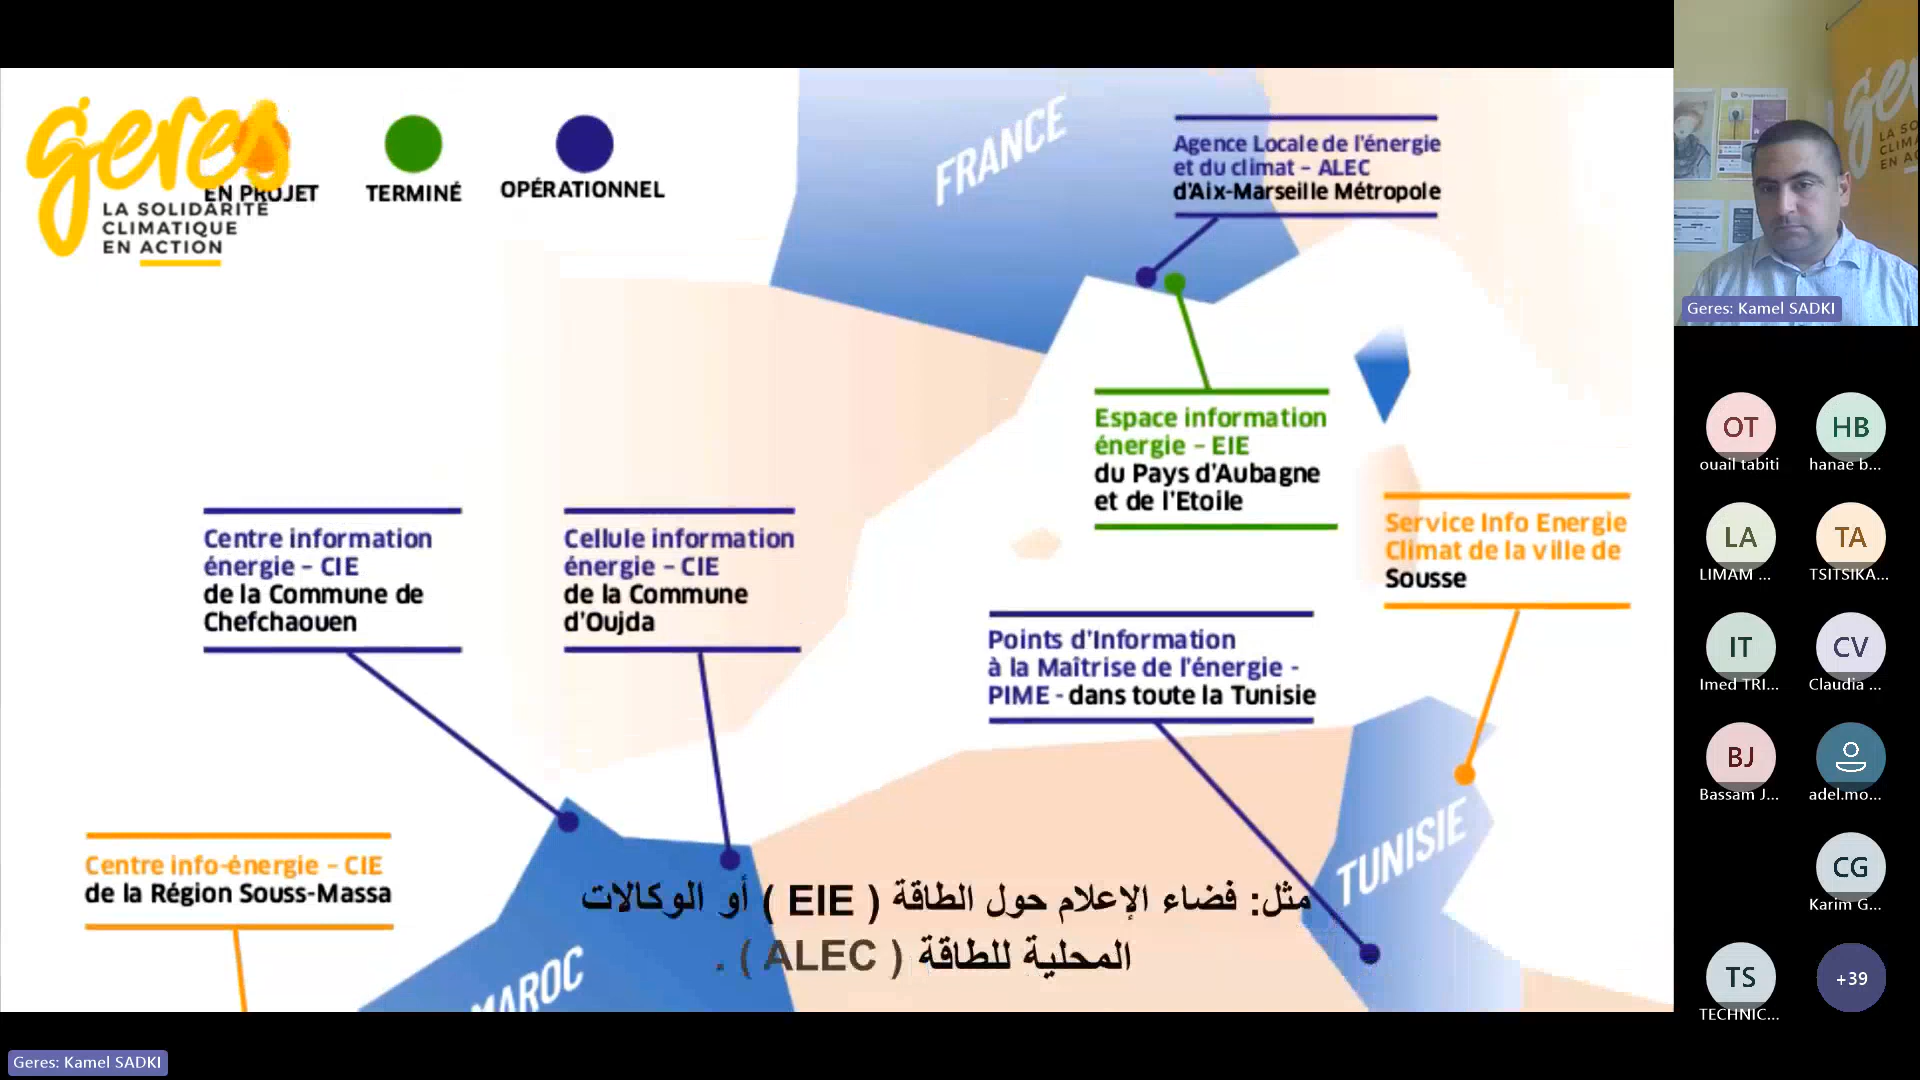 geres
LA SOLIDARITÉ
CLIMATIQUE
EN ACTION
EN PROJET
TERMINÉ
OPÉRATIONNEL
FRANCE
Agence Locale de l'énergie
et du climat – ALEC
d'Aix-Marseille Métropole
Espace information
énergie – EIE
du Pays d'Aubagne
et de l'Etoile
Centre information
énergie – CIE
de la Commune de
Chefchaouen
Cellule information
énergie – CIE
de la Commune
d'Oujda
Service Info Energie
Climat de la ville de
Sousse
Points d'Information
à la Maîtrise de l'énergie -
PIME - dans toute la Tunisie
Centre info-énergie – CIE
de la Région Souss-Massa
MAROC
TUNISIE
مثل: فضاء الإعلام حول الطاقة ( EIE ) أو الوكالات
المحلية للطاقة ( ALEC ) .
Geres: Kamel SADKI
Geres: Kamel SADKI
OT
ouail tabiti
HB
hanae b...
LA
LIMAM ...
TA
TSITSIKA...
IT
Imed TRI...
CV
Claudia ...
BJ
Bassam J...
adel.mo...
CG
Karim G...
TS
TECHNIC...
+39